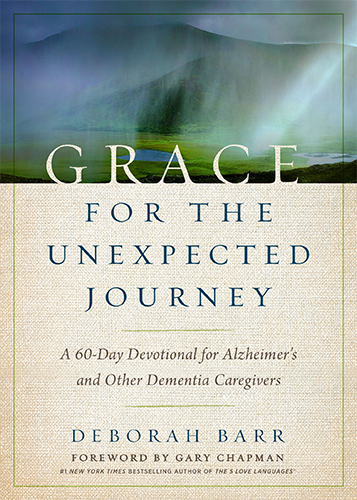 GRACE
FOR THE
UNEXPECTED
JOURNEY
A 60-Day Devotional for Alzheimer's
and Other Dementia Caregivers
DEBORAH BARR
FOREWORD BY GARY CHAPMAN
#1 NEW YORK TIMES BESTSELLING AUTHOR OF THE 5 LOVE LANGUAGES®